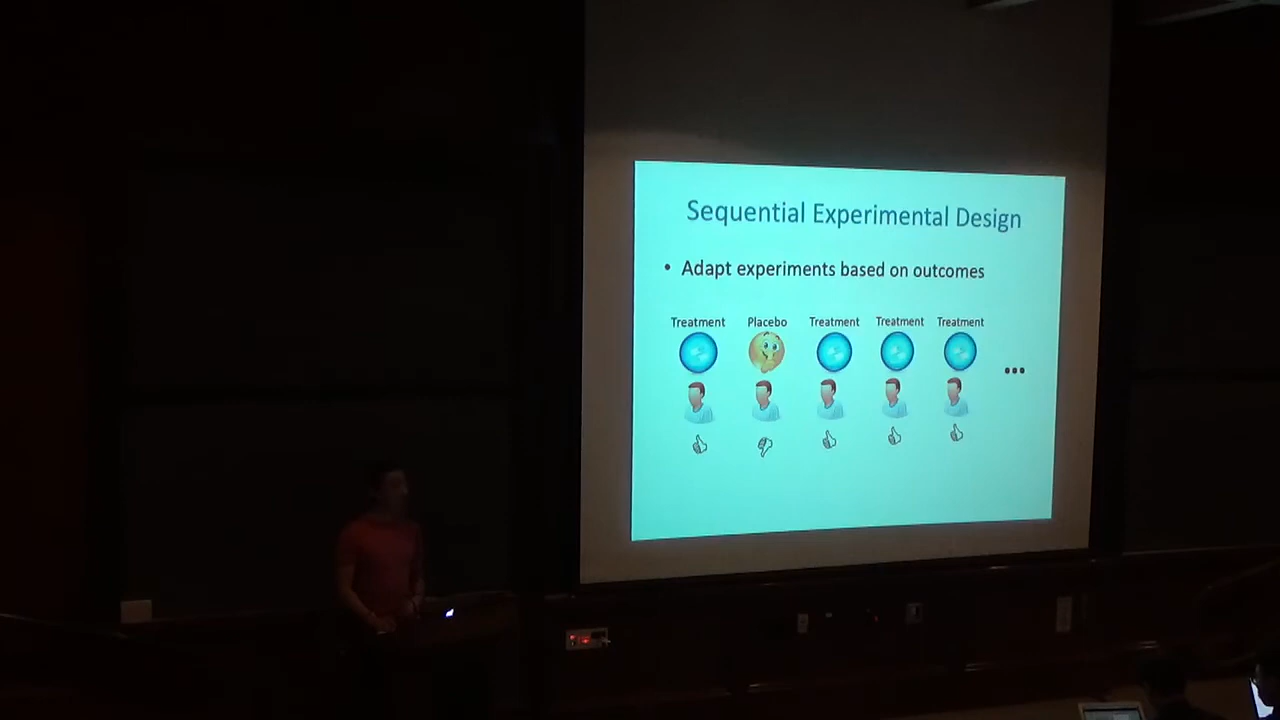 Sequential Experimental Design
• Adapt experiments based on outcomes
Treatment Placebo Treatment Treatment Treatment
...